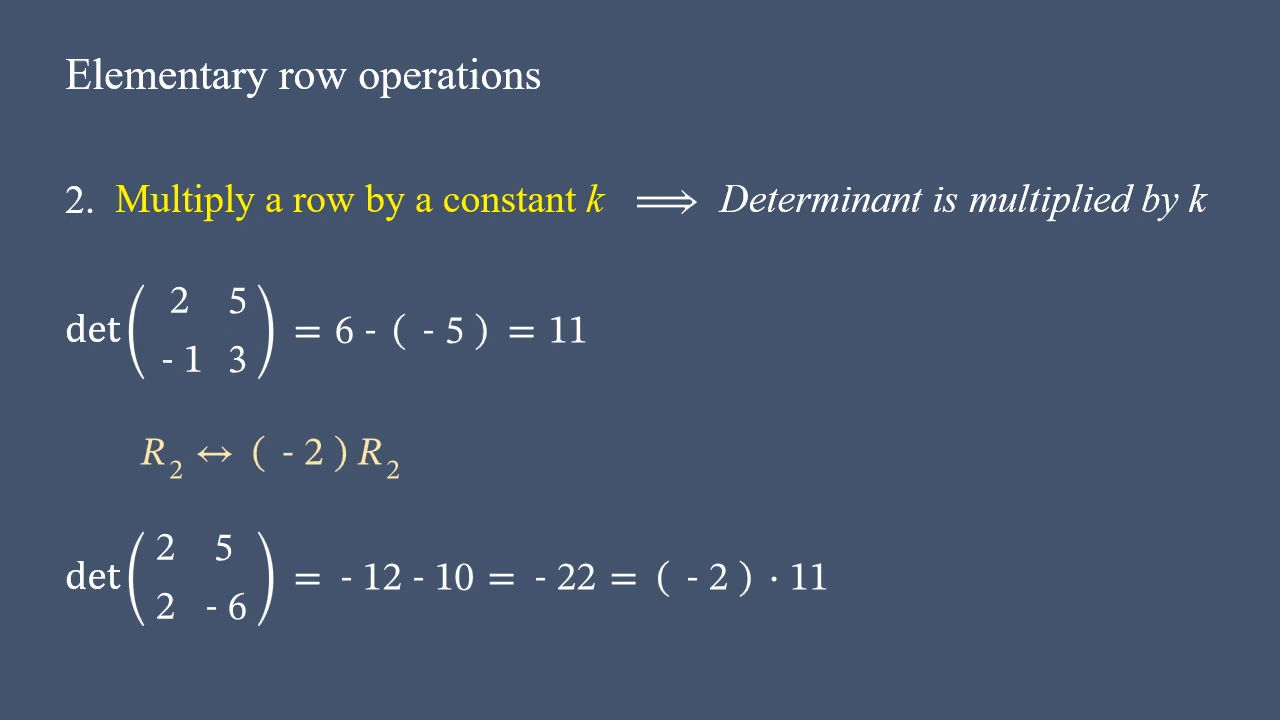 Elementary row operations
2. Multiply a row by a constant k ⟹ Determinant is multiplied by k
det ( 2 5
-1 3 ) = 6 - ( - 5 ) = 11
R₂ ↔ ( - 2 ) R₂
det ( 2 5
2 - 6 ) = - 12 - 10 = - 22 = ( - 2 ) · 11